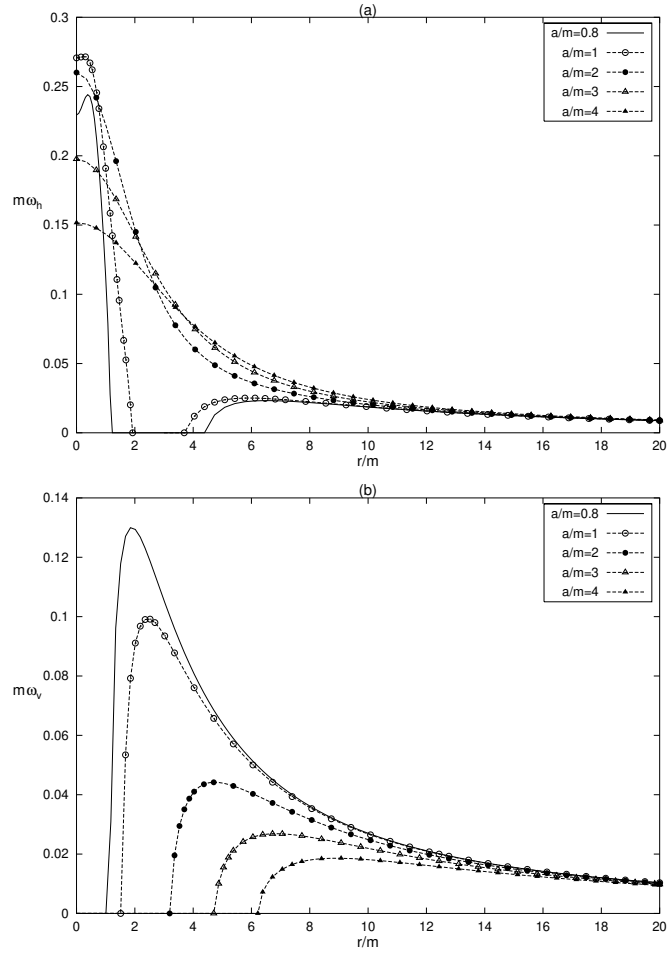 (a)
a/m=0.8
a/m=1
a/m=2
a/m=3
a/m=4
0.3
0.25
0.2
0.15
0.1
0.05
0
mω_h
0 2 4 6 8 10 12 14 16 18 20
r/m
(b)
a/m=0.8
a/m=1
a/m=2
a/m=3
a/m=4
0.14
0.12
0.1
0.08
0.06
0.04
0.02
0
mω_v
0 2 4 6 8 10 12 14 16 18 20
r/m